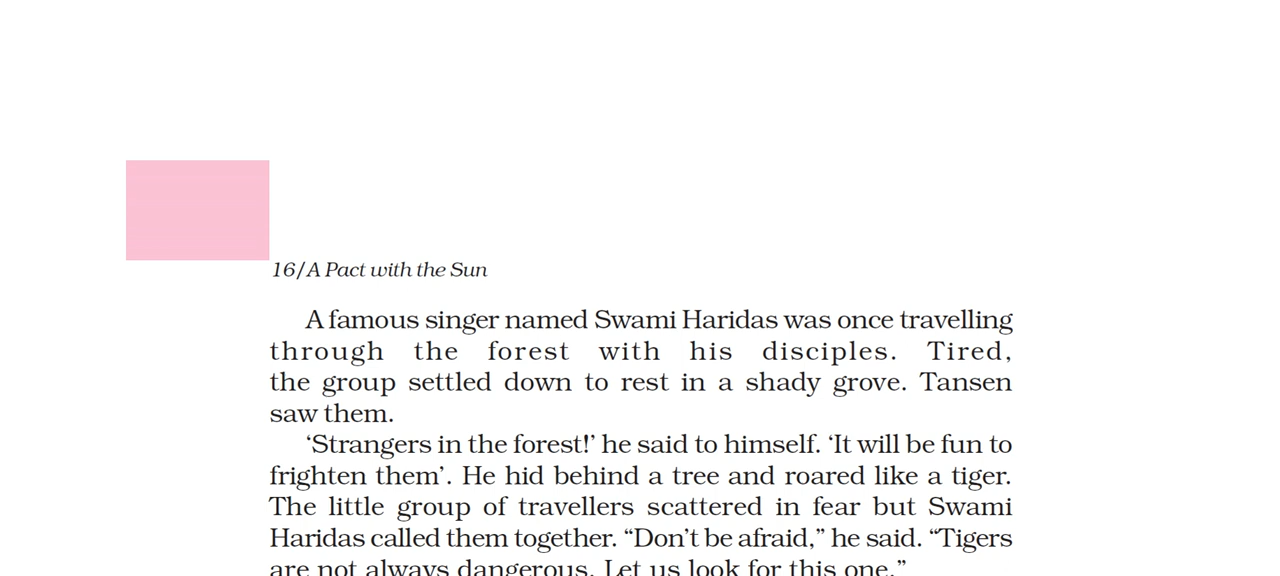 16/A Pact with the Sun
A famous singer named Swami Haridas was once travelling
through the forest with his disciples. Tired,
the group settled down to rest in a shady grove. Tansen
saw them.
‘Strangers in the forest!’ he said to himself. ‘It will be fun to
frighten them’. He hid behind a tree and roared like a tiger.
The little group of travellers scattered in fear but Swami
Haridas called them together. “Don’t be afraid,” he said. “Tigers
are not always dangerous. Let us look for this one.”